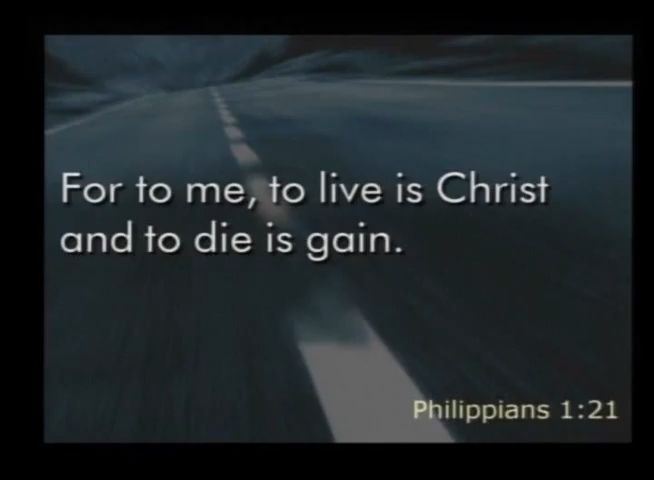 For to me, to live is Christ
and to die is gain.
Philippians 1:21